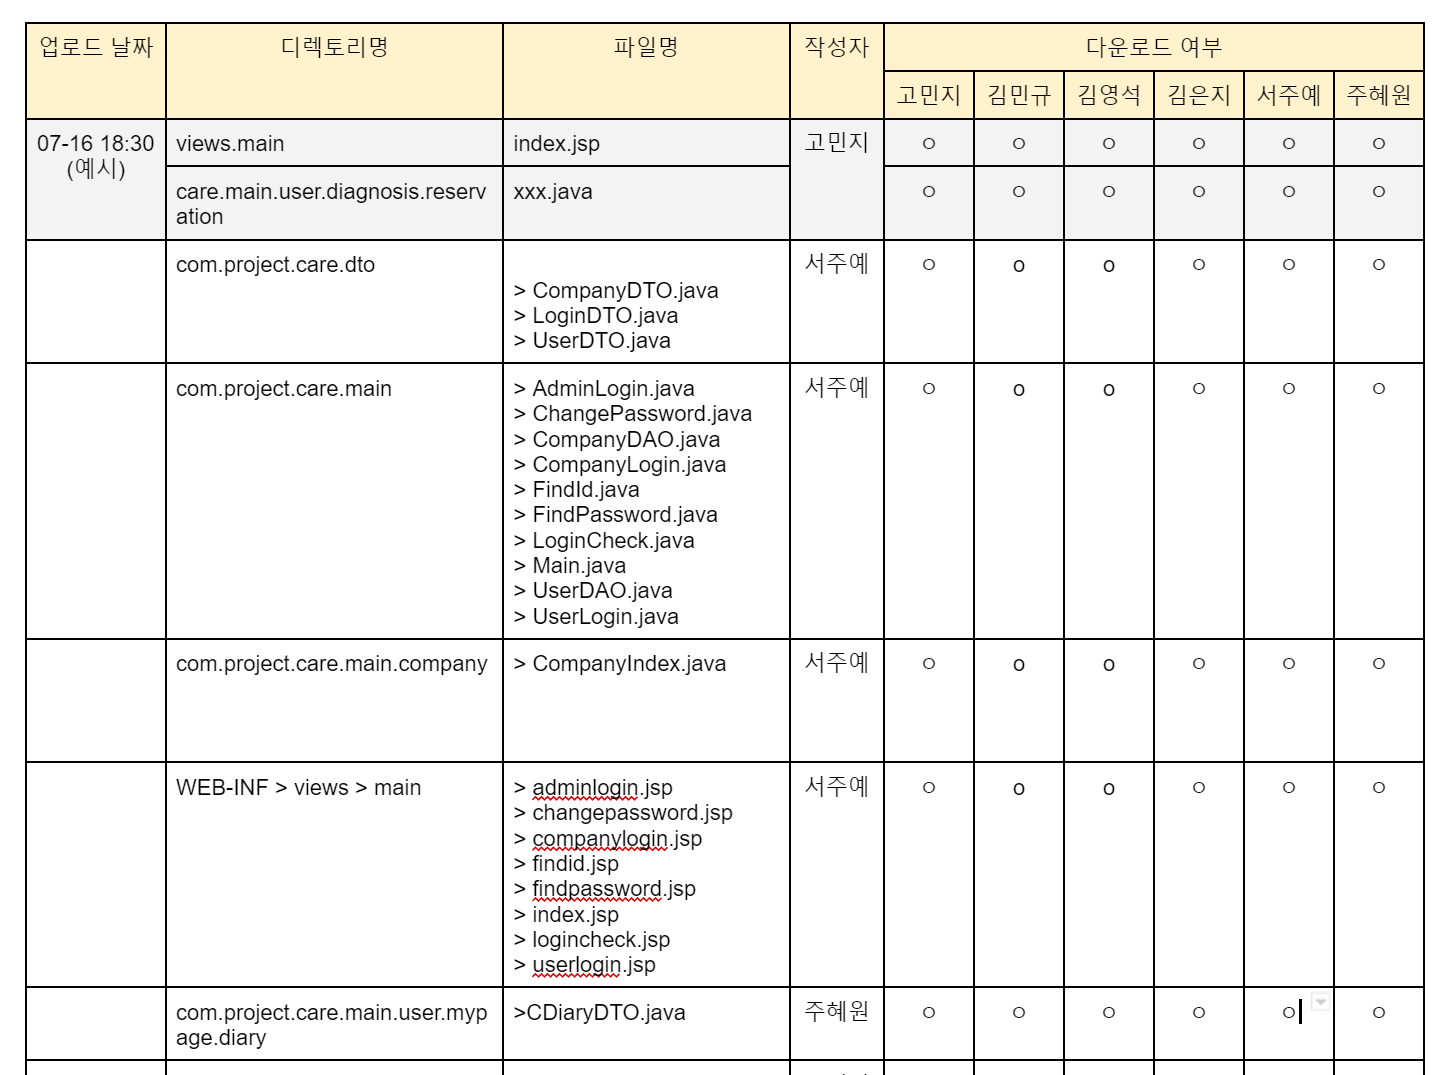 업로드 날짜 디렉토리명 파일명 작성자 다운로드 여부
고민지 김민규 김영석 김은지 서주예 주혜원
07-16 18:30 views.main index.jsp 고민지 ㅇ ㅇ ㅇ ㅇ ㅇ ㅇ
(예시)
care.main.user.diagnosis.reserv xxx.java ㅇ ㅇ ㅇ ㅇ ㅇ ㅇ
ation
com.project.care.dto 서주예 ㅇ o o ㅇ ㅇ ㅇ
> CompanyDTO.java
> LoginDTO.java
> UserDTO.java
com.project.care.main > AdminLogin.java 서주예 ㅇ o o ㅇ ㅇ ㅇ
> ChangePassword.java
> CompanyDAO.java
> CompanyLogin.java
> FindId.java
> FindPassword.java
> LoginCheck.java
> Main.java
> UserDAO.java
> UserLogin.java
com.project.care.main.company > CompanyIndex.java 서주예 ㅇ o o ㅇ ㅇ ㅇ
WEB-INF > views > main > adminlogin.jsp 서주예 ㅇ o o ㅇ ㅇ ㅇ
> changepassword.jsp
> companylogin.jsp
> findid.jsp
> findpassword.jsp
> index.jsp
> logincheck.jsp
> userlogin.jsp
com.project.care.main.user.myp >CDiaryDTO.java 주혜원 ㅇ ㅇ ㅇ ㅇ ㅇ ㅇ
age.diary